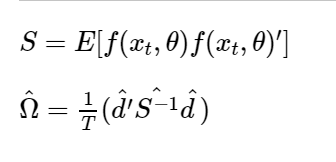 S = E[f(x_t, θ)f(x_t, θ)′]
Ω̂ = 1/T (d̂′Ŝ^{-1}d̂)